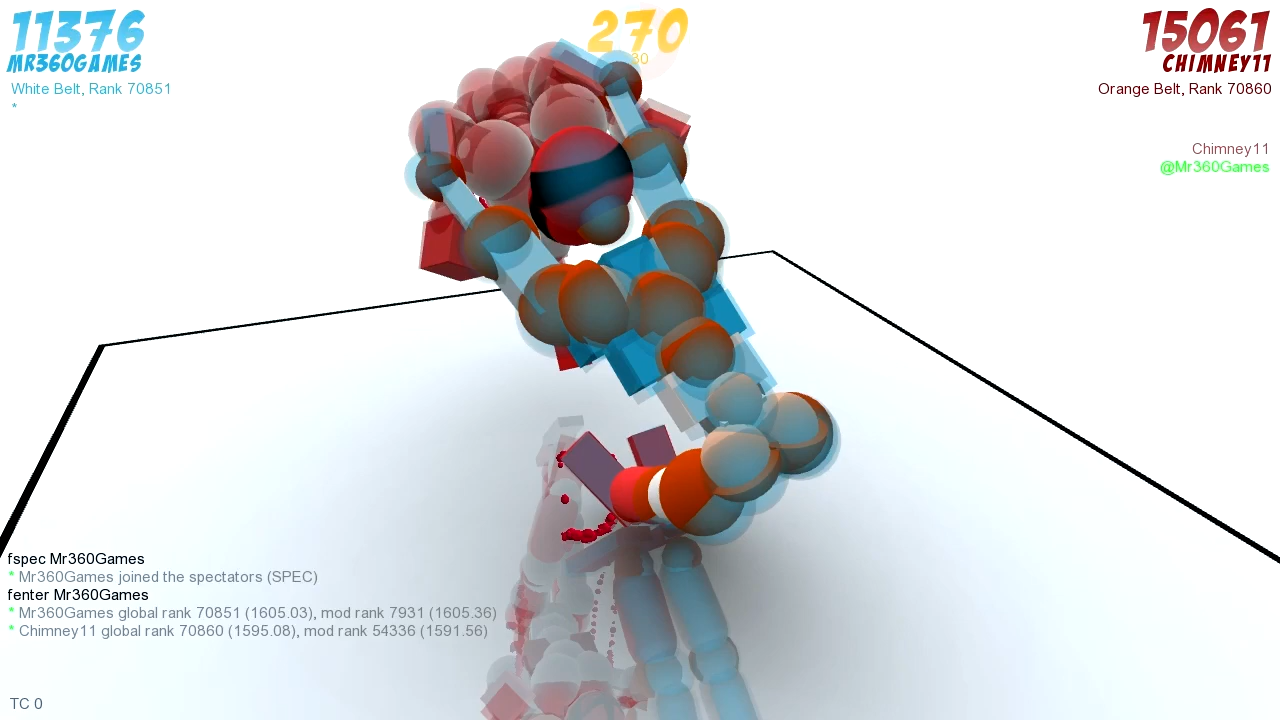 11376
MR360GAMES
White Belt, Rank 70851
*
270
30
15061
CHIMNEY11
Orange Belt, Rank 70860
Chimney11
@Mr360Games
fspec Mr360Games
* Mr360Games joined the spectators (SPEC)
fenter Mr360Games
* Mr360Games global rank 70851 (1605.03), mod rank 7931 (1605.36)
* Chimney11 global rank 70860 (1595.08), mod rank 54336 (1591.56)
TC 0